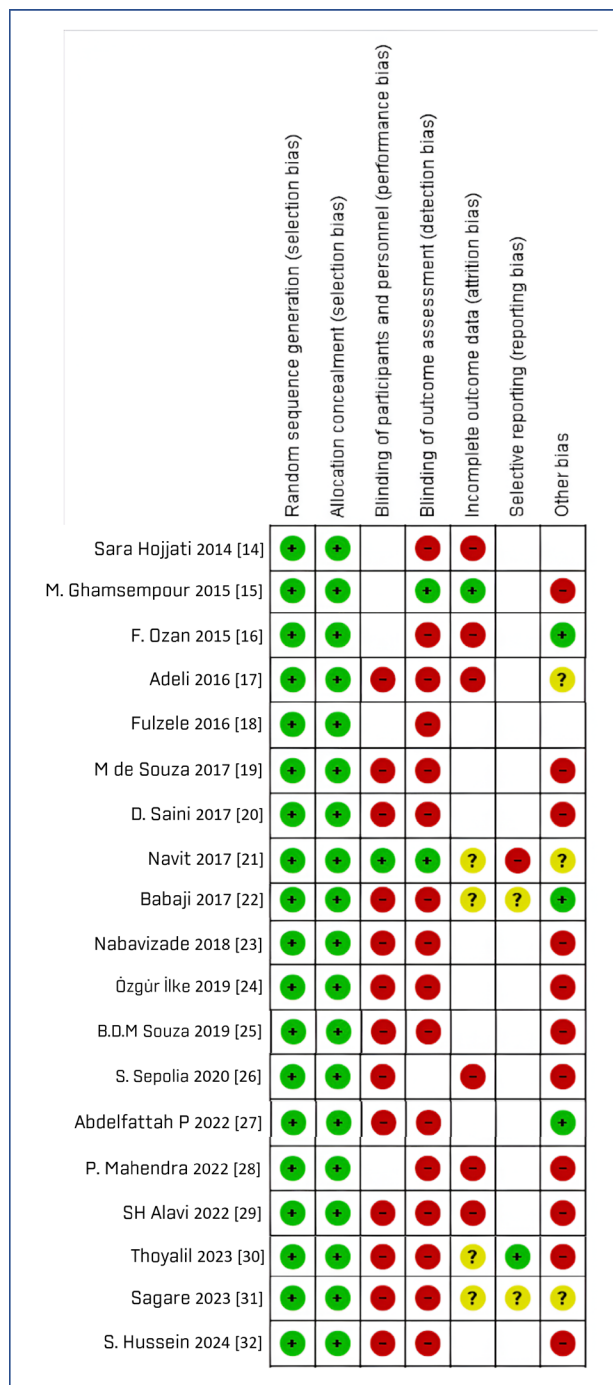 Random sequence generation (selection bias)
Allocation concealment (selection bias)
Blinding of participants and personnel (performance bias)
Blinding of outcome assessment (detection bias)
Incomplete outcome data (attrition bias)
Selective reporting (reporting bias)
Other bias
Sara Hojjati 2014 [14] + + - -
M. Ghamsempour 2015 [15] + + + + -
F. Ozan 2015 [16] + + - - +
Adeli 2016 [17] + + - - - ?
Fulzele 2016 [18] + + -
M de Souza 2017 [19] + + - - -
D. Saini 2017 [20] + + - - -
Navit 2017 [21] + + + + ? - ?
Babaji 2017 [22] + + - - ? ? +
Nabavizade 2018 [23] + + - - -
Özgür İlke 2019 [24] + + - - -
B.D.M Souza 2019 [25] + + - - -
S. Sepolia 2020 [26] + + - - -
Abdelfattah P 2022 [27] + + - - +
P. Mahendra 2022 [28] + + - - -
SH Alavi 2022 [29] + + - - - -
Thoyalil 2023 [30] + + - - ? + -
Sagare 2023 [31] + + - - ? ? ?
S. Hussein 2024 [32] + + - - -